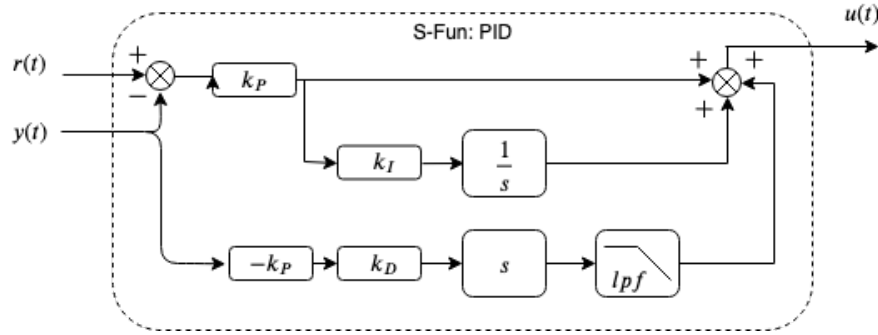 u(t)
S-Fun: PID
+
+
+
r(t)
k_P
−
+
y(t)
k_I
1
s
−k_P
k_D
s
lpf